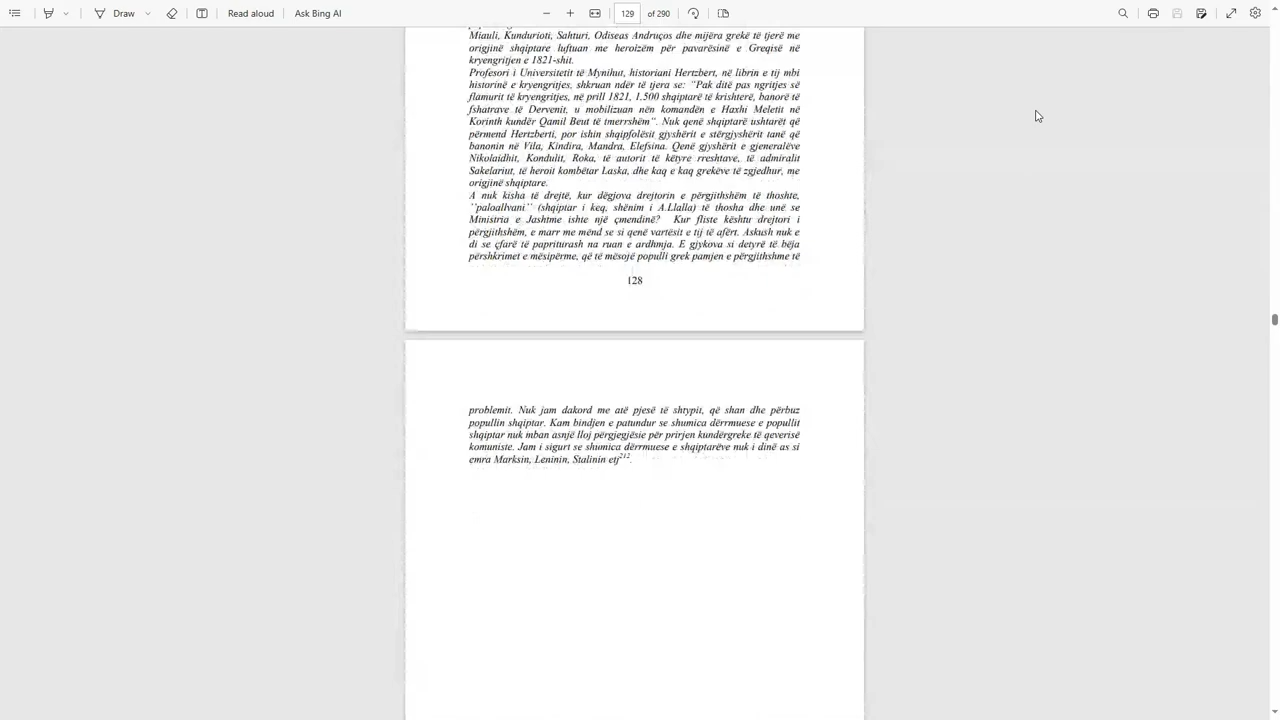 Draw
Read aloud
Ask Bing AI
129
of 290
Miauli, Kundurioti, Sahturi, Odiseas Andruços dhe mijëra grekë të tjerë me
origjinë shqiptare luftuan me heroizëm për pavarësinë e Greqisë në
kryengritjen e 1821-shit.
Profesori i Universitetit të Mynihut, historiani Hertzbert, në librin e tij mbi
historinë e kryengritjes, shkruan ndër të tjera se: “Pak ditë pas ngritjes së
flamurit të kryengritjes, në prill 1821, 1.500 shqiptarë të krishterë, banorë të
fshatrave të Dervenit, u mobilizuan nën komandën e Haxhi Meletit në
Korinth kundër Qamil Beut të tmerrshëm”. Nuk qenë shqiptarë ushtarët që
përmend Hertzberti, por ishin shqipfolësit gjyshërit e stërgjyshërit tanë që
banonin në Vila, Kindira, Mandra, Elefsina. Qenë gjyshërit e gjeneralëve
Nikolaidhit, Kondulit, Roka, të autorit të këtyre rreshtave, të admiralit
Sakelariut, të heroit kombëtar Laska, dhe kaq e kaq grekëve të zgjedhur, me
origjinë shqiptare.
A nuk kisha të drejtë, kur dëgjova drejtorin e përgjithshëm të thoshte,
''paloallvani'' (shqiptar i keq, shënim i A.Llalla) të thosha dhe unë se
Ministria e Jashtme ishte një çmendinë? Kur fliste kështu drejtori i
përgjithshëm, e marr me mënd se si qenë vartësit e tij të afërt. Askush nuk e
di se çfarë të papriturash na ruan e ardhmja. E gjykova si detyrë të bëja
përshkrimet e mësipërme, që të mësojë populli grek pamjen e përgjithshme të
128
problemit. Nuk jam dakord me atë pjesë të shtypit, që shan dhe përbuz
popullin shqiptar. Kam bindjen e patundur se shumica dërrmuese e popullit
shqiptar nuk mban asnjë lloj përgjegjësie për prirjen kundërgreke të qeverisë
komuniste. Jam i sigurt se shumica dërrmuese e shqiptarëve nuk i dinë as si
emra Marksin, Leninin, Stalinin etj212.